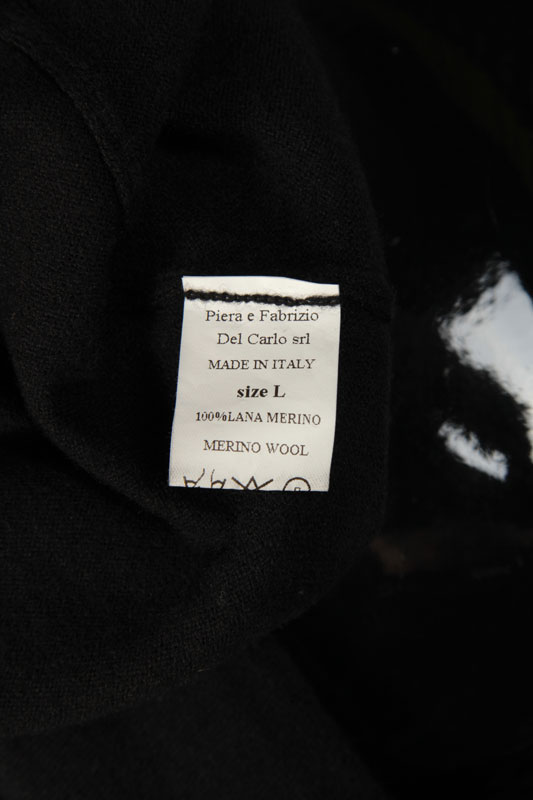 Piera e Fabrizio
Del Carlo srl
MADE IN ITALY
size L
100%LANA MERINO
MERINO WOOL